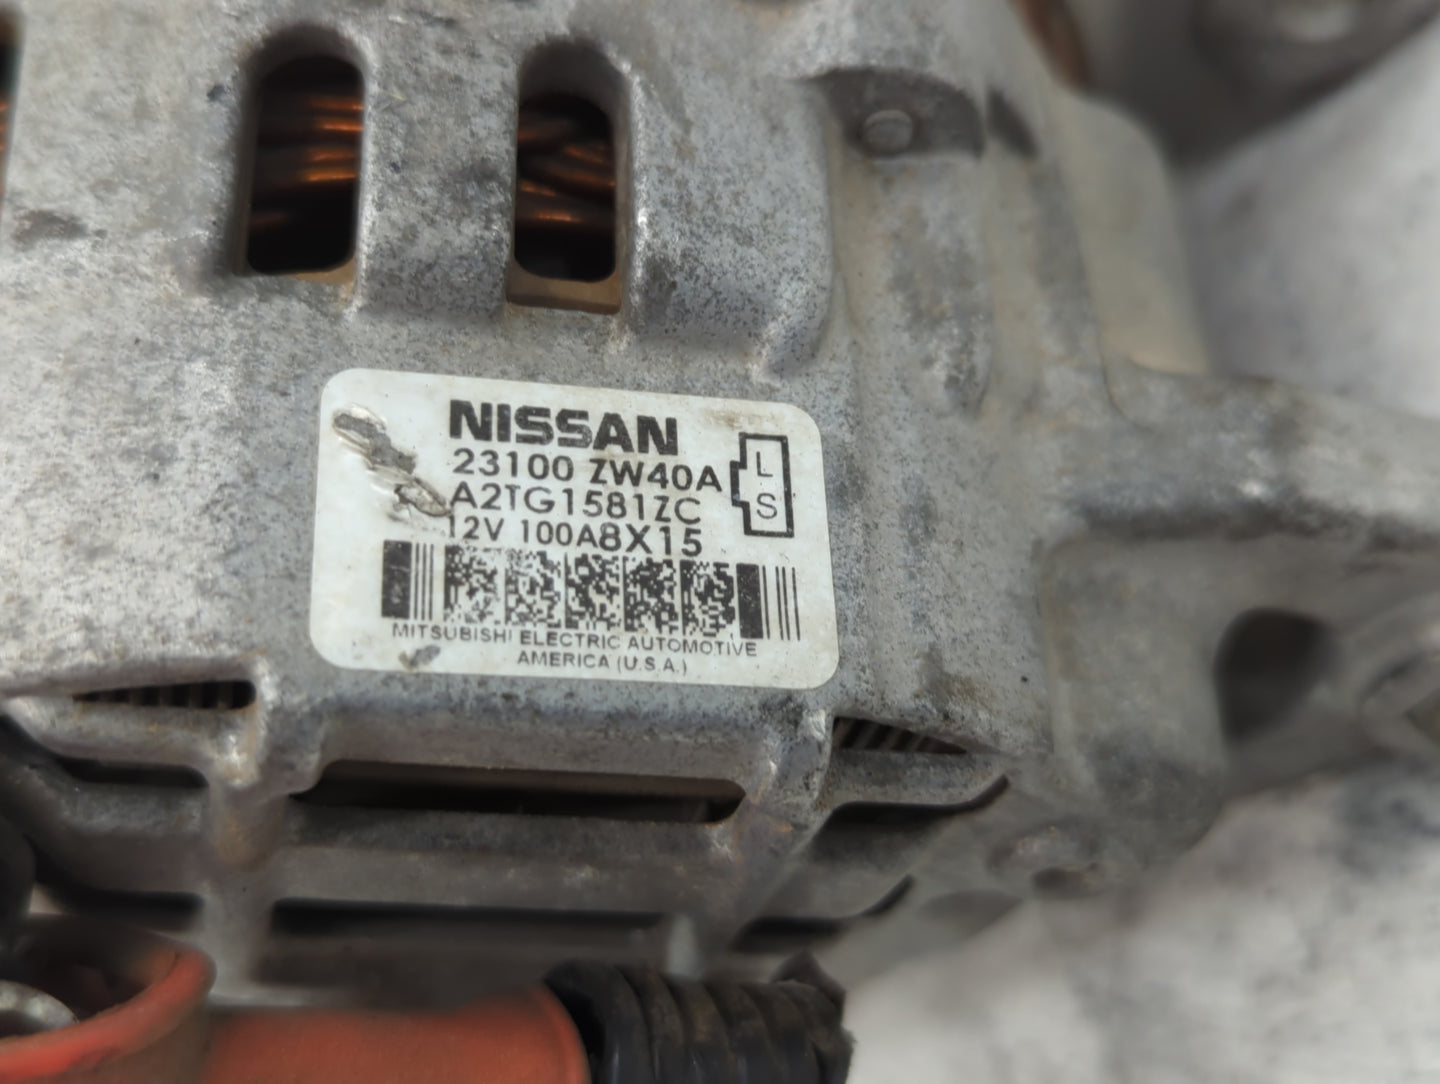 NISSAN
23100 ZW40A
A2TG1581ZC
12V 100A8X15
L
S
MITSUBISHI ELECTRIC AUTOMOTIVE
AMERICA (U.S.A.)